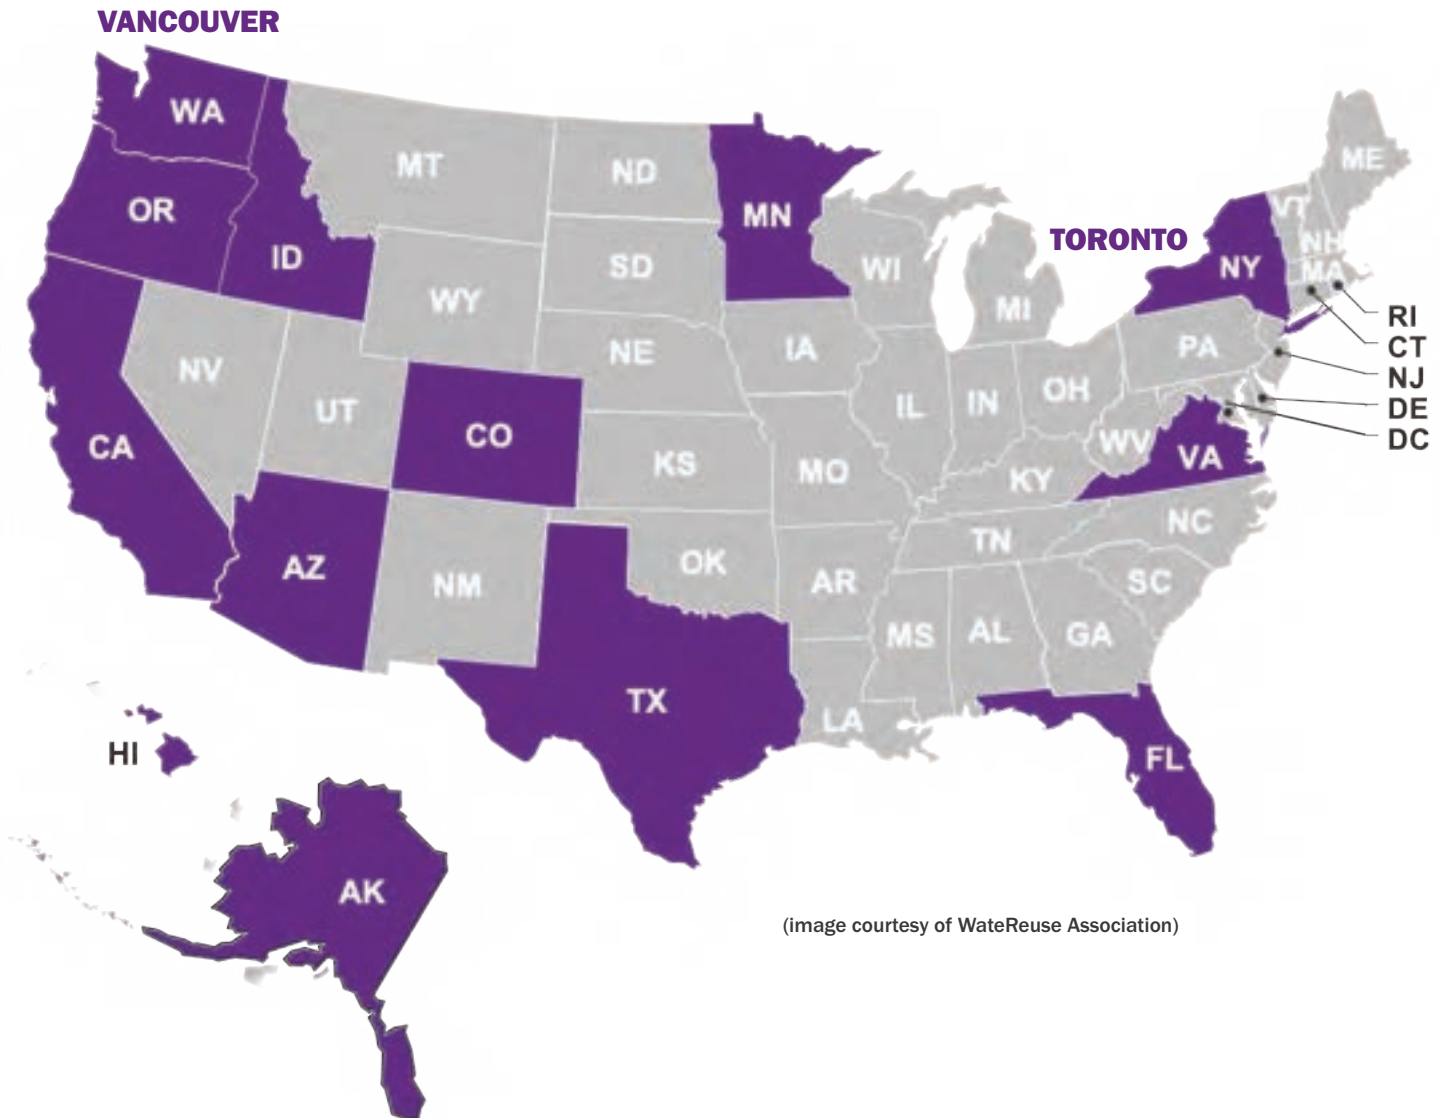 VANCOUVER
WA
MT
ND
MN
ME
OR
ID
SD
WI
TORONTO
NY
VT
NH
MA
WY
MI
RI
CT
NJ
DE
DC
NV
UT
NE
IA
PA
CA
CO
KS
MO
IL
IN
OH
WV
VA
KY
NC
TN
AZ
NM
OK
AR
SC
MS
AL
GA
TX
LA
FL
HI
AK
(image courtesy of WateReuse Association)